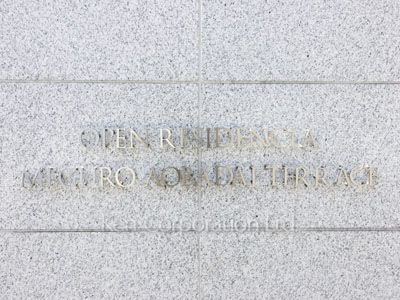 OPEN RESIDENCIA
MEGURO AOBADAI TERRACE
Ken Corporation Ltd.